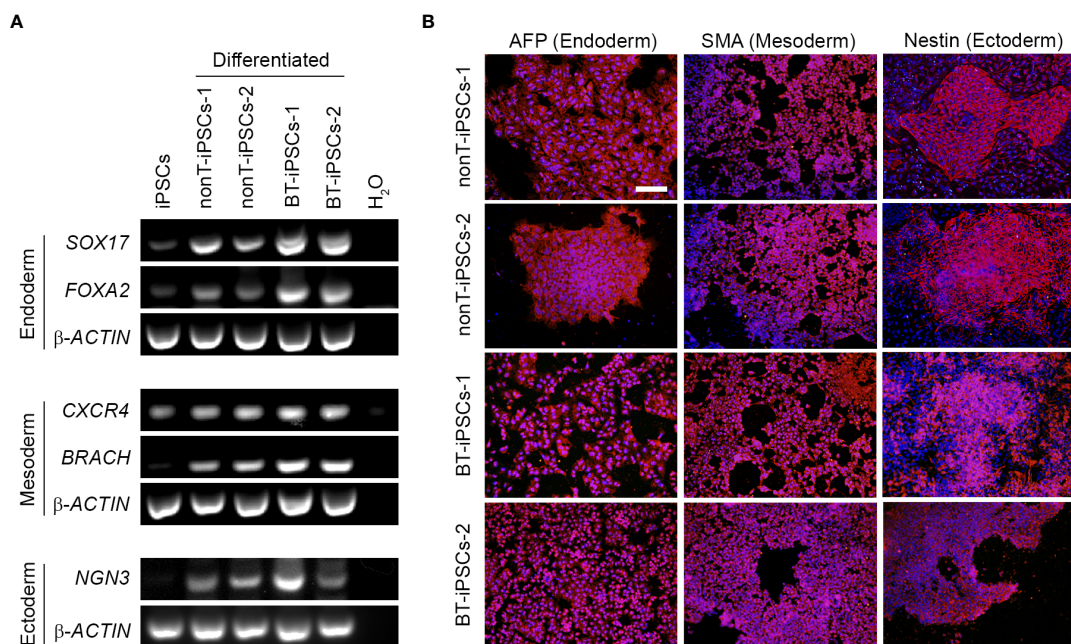 A
Differentiated
iPSCs
nonT-iPSCs-1
nonT-iPSCs-2
BT-iPSCs-1
BT-iPSCs-2
H₂O
Endoderm
SOX17
FOXA2
β-ACTIN
Mesoderm
CXCR4
BRACH
β-ACTIN
Ectoderm
NGN3
β-ACTIN
B
AFP (Endoderm)
SMA (Mesoderm)
Nestin (Ectoderm)
nonT-iPSCs-1
nonT-iPSCs-2
BT-iPSCs-1
BT-iPSCs-2